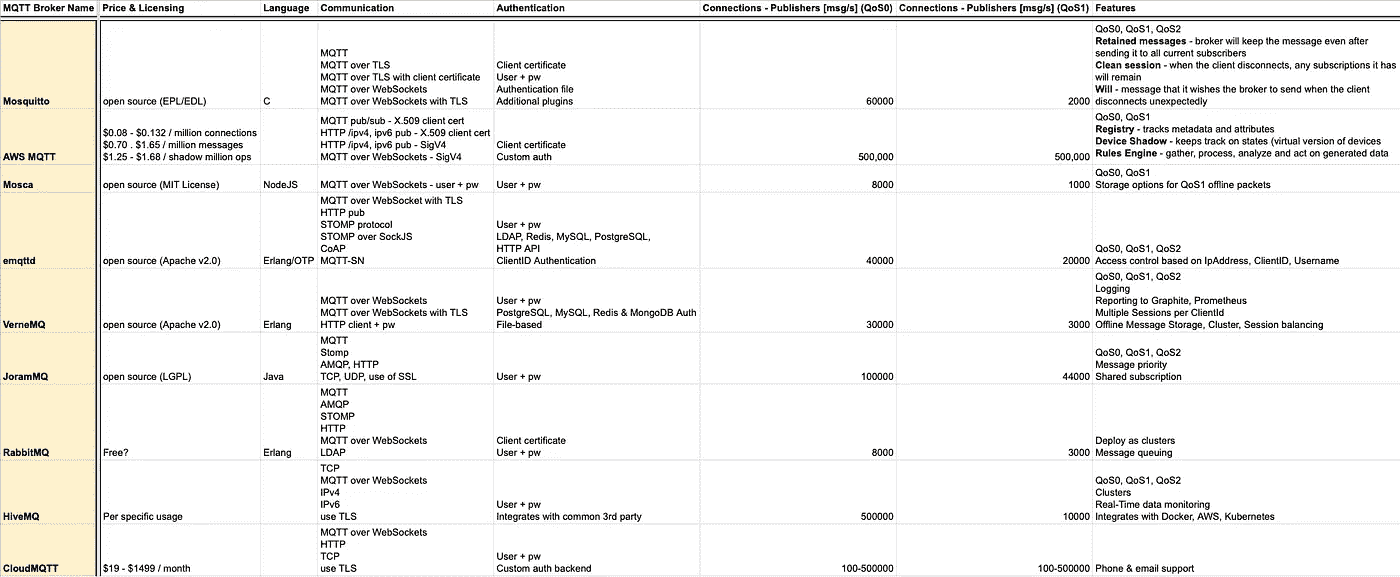 MQTT Broker Name Price & Licensing Language Communication Authentication Connections - Publishers [msg/s] (QoS0) Connections - Publishers [msg/s] (QoS1) Features
QoS0, QoS1, QoS2
Retained messages - broker will keep the message even after
MQTT sending it to all current subscribers
MQTT over TLS Client certificate Clean session - when the client disconnects, any subscriptions it has
MQTT over TLS with client certificate User + pw will remain
MQTT over WebSockets Authentication file Will - message that it wishes the broker to send when the client
Mosquitto open source (EPL/EDL) C MQTT over WebSockets with TLS Additional plugins 60000 2000 disconnects unexpectedly
MQTT pub/sub - X.509 client cert QoS0, QoS1
$0.08 - $0.132 / million connections HTTP /ipv4, ipv6 pub - X.509 client cert Registry - tracks metadata and attributes
$0.70 . $1.65 / million messages HTTP /ipv4, ipv6 pub - SigV4 Client certificate Device Shadow - keeps track on states (virtual version of devices
AWS MQTT $1.25 - $1.68 / shadow million ops MQTT over WebSockets - SigV4 Custom auth 500,000 500,000 Rules Engine - gather, process, analyze and act on generated data
QoS0, QoS1
Mosca open source (MIT License) NodeJS MQTT over WebSockets - user + pw User + pw 8000 1000 Storage options for QoS1 offline packets
MQTT over WebSocket with TLS
HTTP pub
STOMP protocol User + pw
STOMP over SockJS LDAP, Redis, MySQL, PostgreSQL,
CoAP HTTP API QoS0, QoS1, QoS2
emqttd open source (Apache v2.0) Erlang/OTP MQTT-SN ClientID Authentication 40000 20000 Access control based on IpAddress, ClientID, Username
QoS0, QoS1, QoS2
Logging
MQTT over WebSockets User + pw Reporting to Graphite, Prometheus
MQTT over WebSockets with TLS PostgreSQL, MySQL, Redis & MongoDB Auth Multiple Sessions per ClientId
VerneMQ open source (Apache v2.0) Erlang HTTP client + pw File-based 30000 3000 Offline Message Storage, Cluster, Session balancing
MQTT
Stomp QoS0, QoS1, QoS2
AMQP, HTTP Message priority
JoramMQ open source (LGPL) Java TCP, UDP, use of SSL User + pw 100000 44000 Shared subscription
MQTT
AMQP
STOMP
HTTP
MQTT over WebSockets Client certificate Deploy as clusters
RabbitMQ Free? Erlang LDAP User + pw 8000 3000 Message queuing
TCP
MQTT over WebSockets QoS0, QoS1, QoS2
IPv4 Clusters
IPv6 User + pw Real-Time data monitoring
HiveMQ Per specific usage use TLS Integrates with common 3rd party 500000 10000 Integrates with Docker, AWS, Kubernetes
MQTT over WebSockets
HTTP
TCP User + pw
CloudMQTT $19 - $1499 / month use TLS Custom auth backend 100-500000 100-500000 Phone & email support